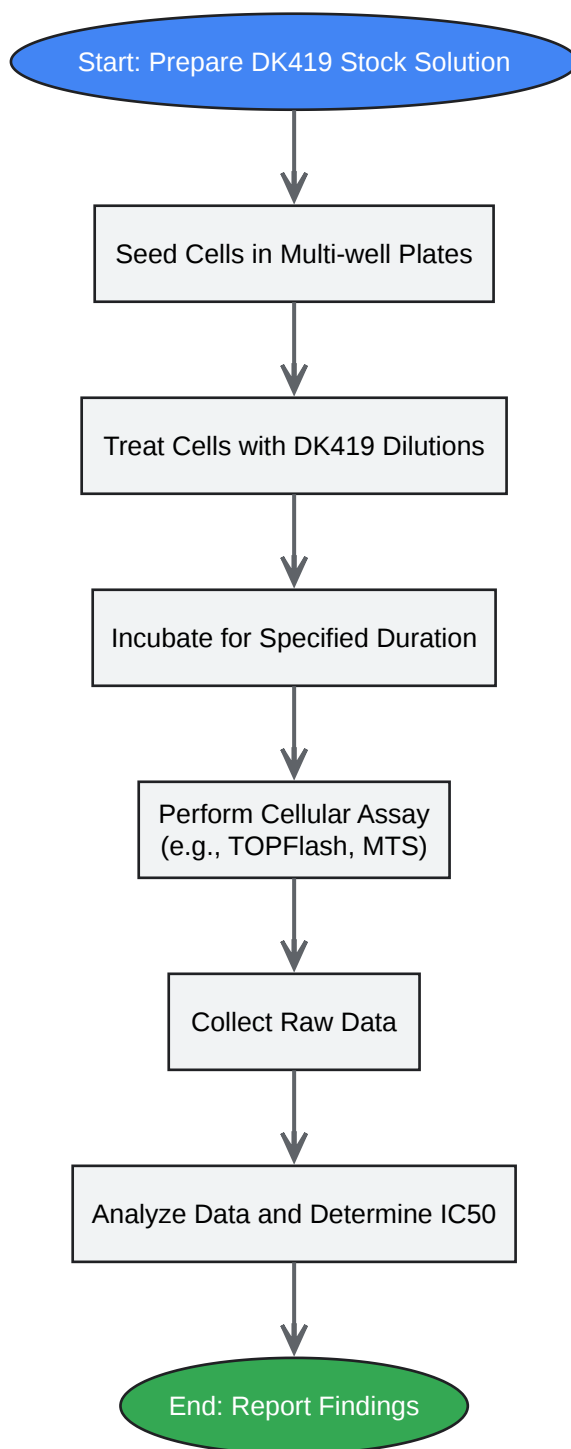 Start: Prepare DK419 Stock Solution
Seed Cells in Multi-well Plates
Treat Cells with DK419 Dilutions
Incubate for Specified Duration
Perform Cellular Assay
(e.g., TOPFlash, MTS)
Collect Raw Data
Analyze Data and Determine IC50
End: Report Findings